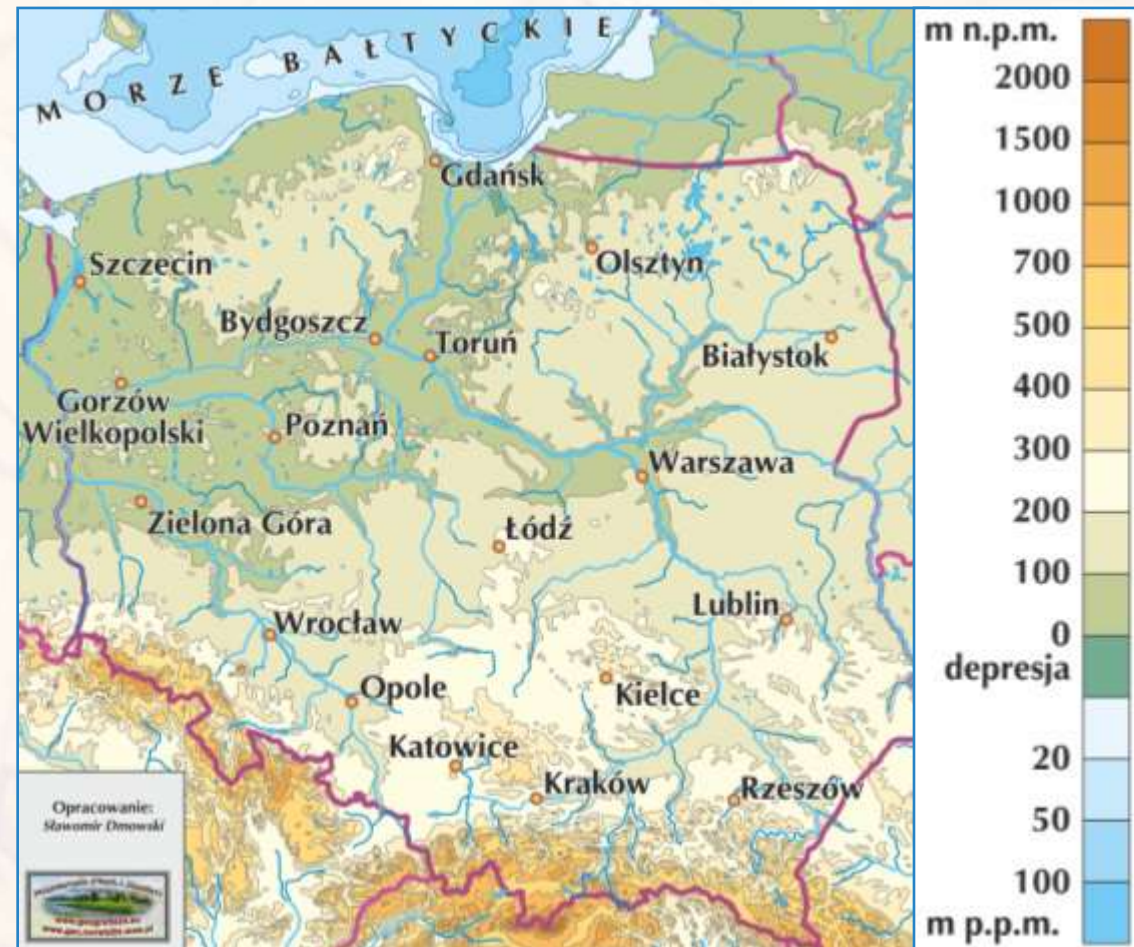 MORZE BAŁTYCKIE
Gdańsk
Szczecin
Olsztyn
Bydgoszcz
Toruń
Białystok
Gorzów
Wielkopolski
Poznań
Warszawa
Zielona Góra
Łódź
Lublin
Wrocław
Opole
Kielce
Katowice
Kraków
Rzeszów
Opracowanie:
Sławomir Dmowski
m n.p.m.
2000
1500
1000
700
500
400
300
200
100
0
depresja
20
50
100
m p.p.m.